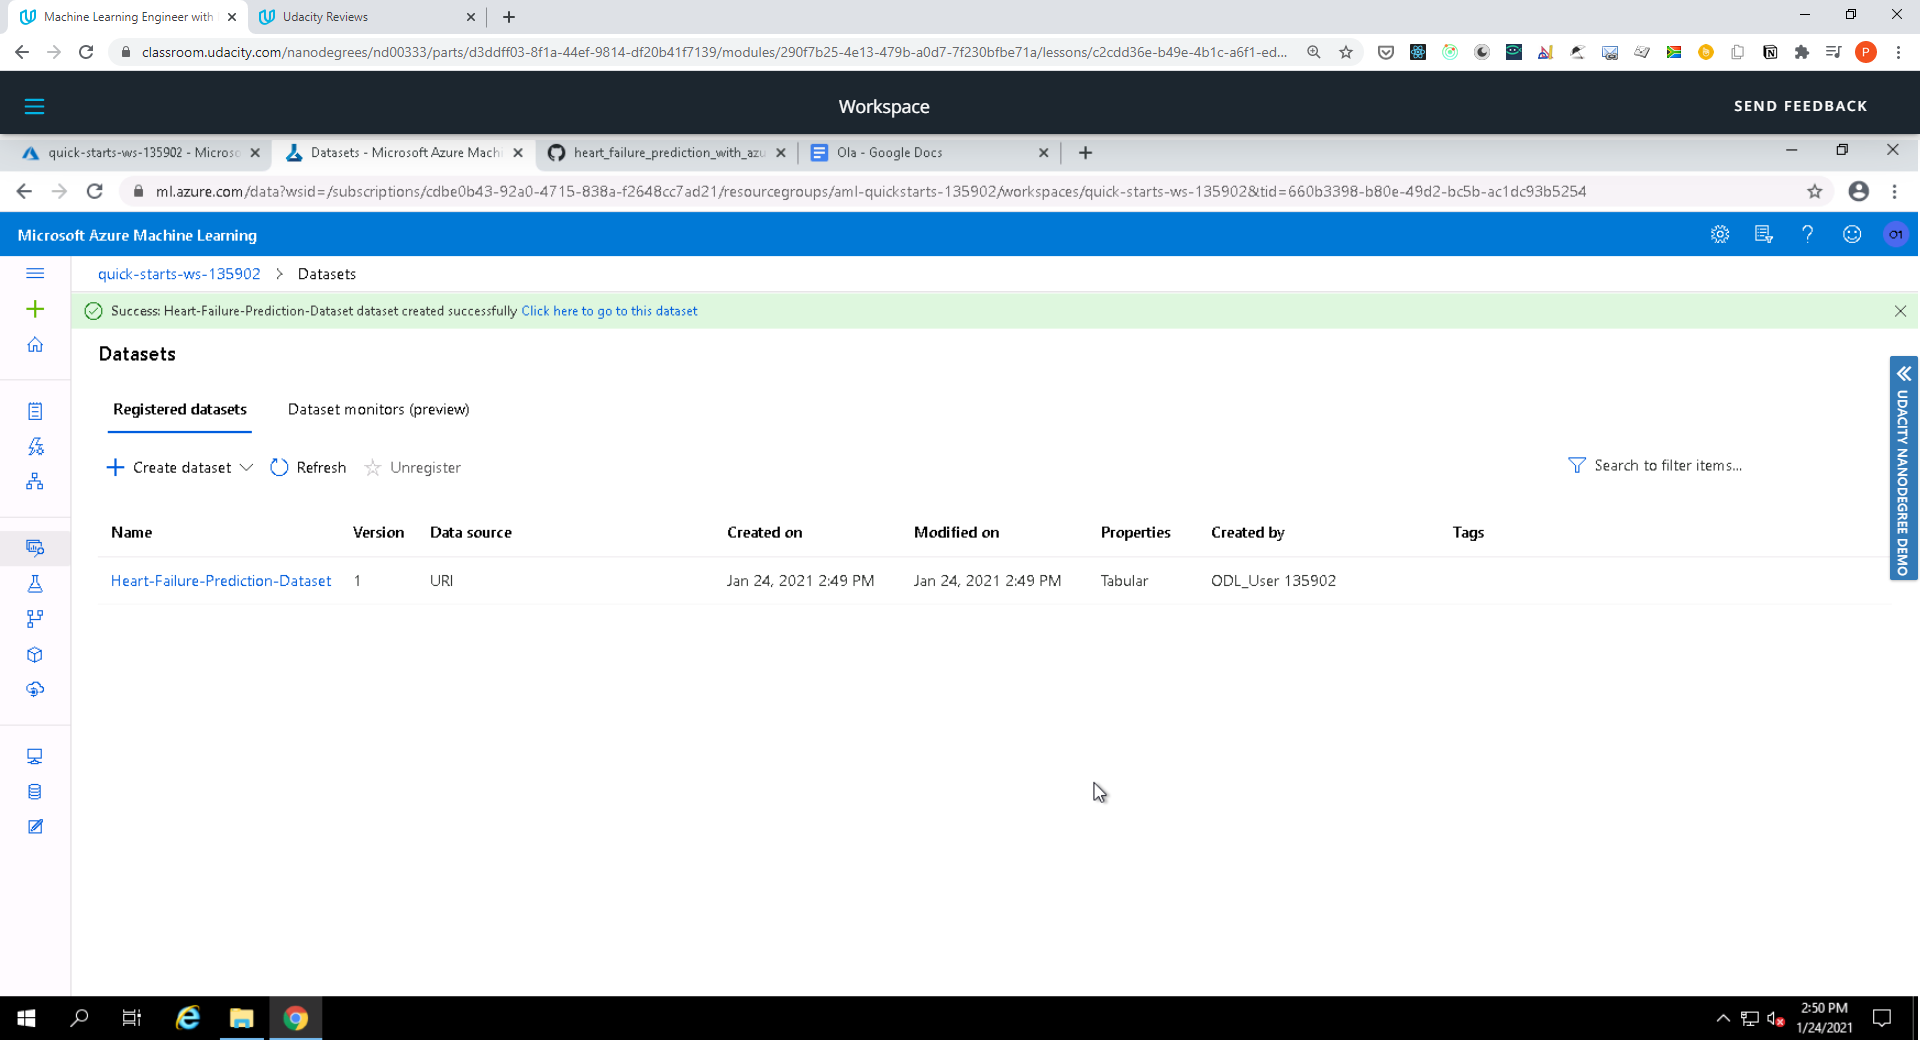 Machine Learning Engineer with
Udacity Reviews
classroom.udacity.com/nanodegrees/nd00333/parts/d3ddff03-8f1a-44ef-9814-df20b41f7139/modules/290f7b25-4e13-479b-a0d7-7f230bfbe71a/lessons/c2cdd36e-b49e-4b1c-a6f1-ed...
P
Workspace
SEND FEEDBACK
quick-starts-ws-135902 - Microso
Datasets - Microsoft Azure Machi
heart_failure_prediction_with_azu
Ola - Google Docs
ml.azure.com/data?wsid=/subscriptions/cdbe0b43-92a0-4715-838a-f2648cc7ad21/resourcegroups/aml-quickstarts-135902/workspaces/quick-starts-ws-135902&tid=660b3398-b80e-49d2-bc5b-ac1dc93b5254
Microsoft Azure Machine Learning
O1
quick-starts-ws-135902 > Datasets
Success: Heart-Failure-Prediction-Dataset dataset created successfully Click here to go to this dataset
Datasets
Registered datasets
Dataset monitors (preview)
Create dataset
Refresh
Unregister
Search to filter items...
UDACITY NANODEGREE DEMO
Name Version Data source Created on Modified on Properties Created by Tags
Heart-Failure-Prediction-Dataset 1 URI Jan 24, 2021 2:49 PM Jan 24, 2021 2:49 PM Tabular ODL_User 135902
2:50 PM
1/24/2021